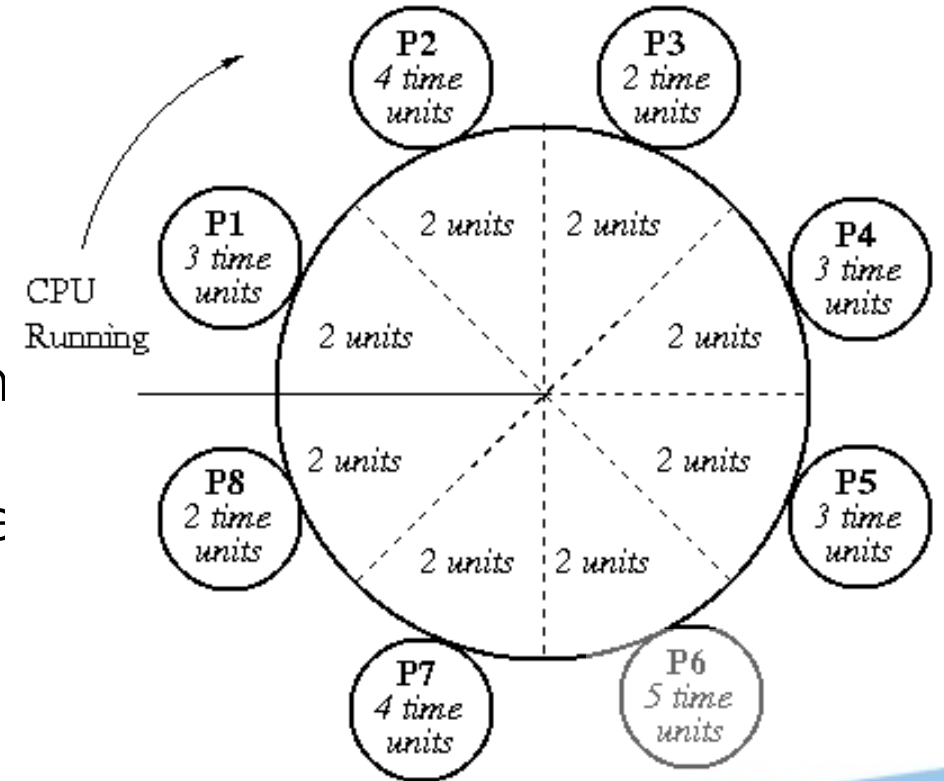 P2
4 time
units
P3
2 time
units
P1
3 time
units
2 units
2 units
P4
3 time
units
CPU
Running
2 units
2 units
n
2 units
2 units
P8
2 time
units
P5
3 time
units
2 units
2 units
P7
4 time
units
P6
5 time
units